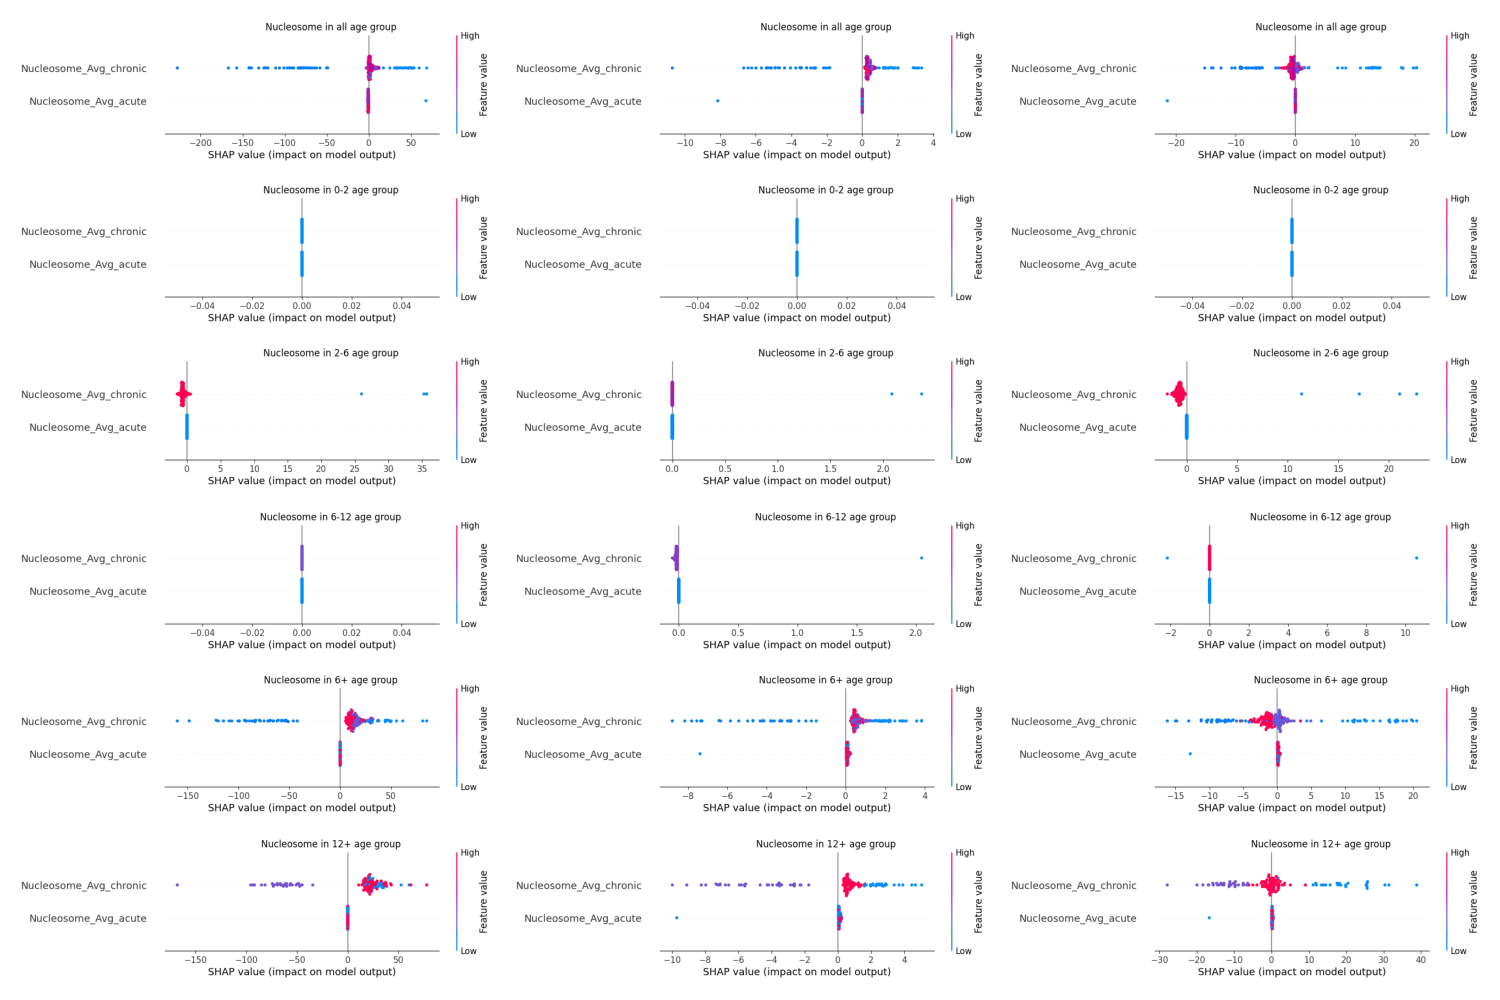 Nucleosome in all age group
High
Nucleosome_Avg_chronic
Nucleosome_Avg_acute
Feature value
Low
−200 −150 −100 −50 0 50
SHAP value (impact on model output)
Nucleosome in all age group
High
Nucleosome_Avg_chronic
Nucleosome_Avg_acute
Feature value
Low
−10 −8 −6 −4 −2 0 2 4
SHAP value (impact on model output)
Nucleosome in all age group
High
Nucleosome_Avg_chronic
Nucleosome_Avg_acute
Feature value
Low
−20 −10 0 10 20
SHAP value (impact on model output)
Nucleosome in 0-2 age group
High
Nucleosome_Avg_chronic
Nucleosome_Avg_acute
Feature value
Low
−0.04 −0.02 0.00 0.02 0.04
SHAP value (impact on model output)
Nucleosome in 0-2 age group
High
Nucleosome_Avg_chronic
Nucleosome_Avg_acute
Feature value
Low
−0.04 −0.02 0.00 0.02 0.04
SHAP value (impact on model output)
Nucleosome in 0-2 age group
High
Nucleosome_Avg_chronic
Nucleosome_Avg_acute
Feature value
Low
−0.04 −0.02 0.00 0.02 0.04
SHAP value (impact on model output)
Nucleosome in 2-6 age group
High
Nucleosome_Avg_chronic
Nucleosome_Avg_acute
Feature value
Low
0 5 10 15 20 25 30 35
SHAP value (impact on model output)
Nucleosome in 2-6 age group
High
Nucleosome_Avg_chronic
Nucleosome_Avg_acute
Feature value
Low
0.0 0.5 1.0 1.5 2.0
SHAP value (impact on model output)
Nucleosome in 2-6 age group
High
Nucleosome_Avg_chronic
Nucleosome_Avg_acute
Feature value
Low
0 5 10 15 20
SHAP value (impact on model output)
Nucleosome in 6-12 age group
High
Nucleosome_Avg_chronic
Nucleosome_Avg_acute
Feature value
Low
−0.04 −0.02 0.00 0.02 0.04
SHAP value (impact on model output)
Nucleosome in 6-12 age group
High
Nucleosome_Avg_chronic
Nucleosome_Avg_acute
Feature value
Low
0.0 0.5 1.0 1.5 2.0
SHAP value (impact on model output)
Nucleosome in 6-12 age group
High
Nucleosome_Avg_chronic
Nucleosome_Avg_acute
Feature value
Low
−2 0 2 4 6 8 10
SHAP value (impact on model output)
Nucleosome in 6+ age group
High
Nucleosome_Avg_chronic
Nucleosome_Avg_acute
Feature value
Low
−150 −100 −50 0 50
SHAP value (impact on model output)
Nucleosome in 6+ age group
High
Nucleosome_Avg_chronic
Nucleosome_Avg_acute
Feature value
Low
−8 −6 −4 −2 0 2 4
SHAP value (impact on model output)
Nucleosome in 6+ age group
High
Nucleosome_Avg_chronic
Nucleosome_Avg_acute
Feature value
Low
−15 −10 −5 0 5 10 15 20
SHAP value (impact on model output)
Nucleosome in 12+ age group
High
Nucleosome_Avg_chronic
Nucleosome_Avg_acute
Feature value
Low
−150 −100 −50 0 50
SHAP value (impact on model output)
Nucleosome in 12+ age group
High
Nucleosome_Avg_chronic
Nucleosome_Avg_acute
Feature value
Low
−10 −8 −6 −4 −2 0 2 4
SHAP value (impact on model output)
Nucleosome in 12+ age group
High
Nucleosome_Avg_chronic
Nucleosome_Avg_acute
Feature value
Low
−30 −20 −10 0 10 20 30 40
SHAP value (impact on model output)